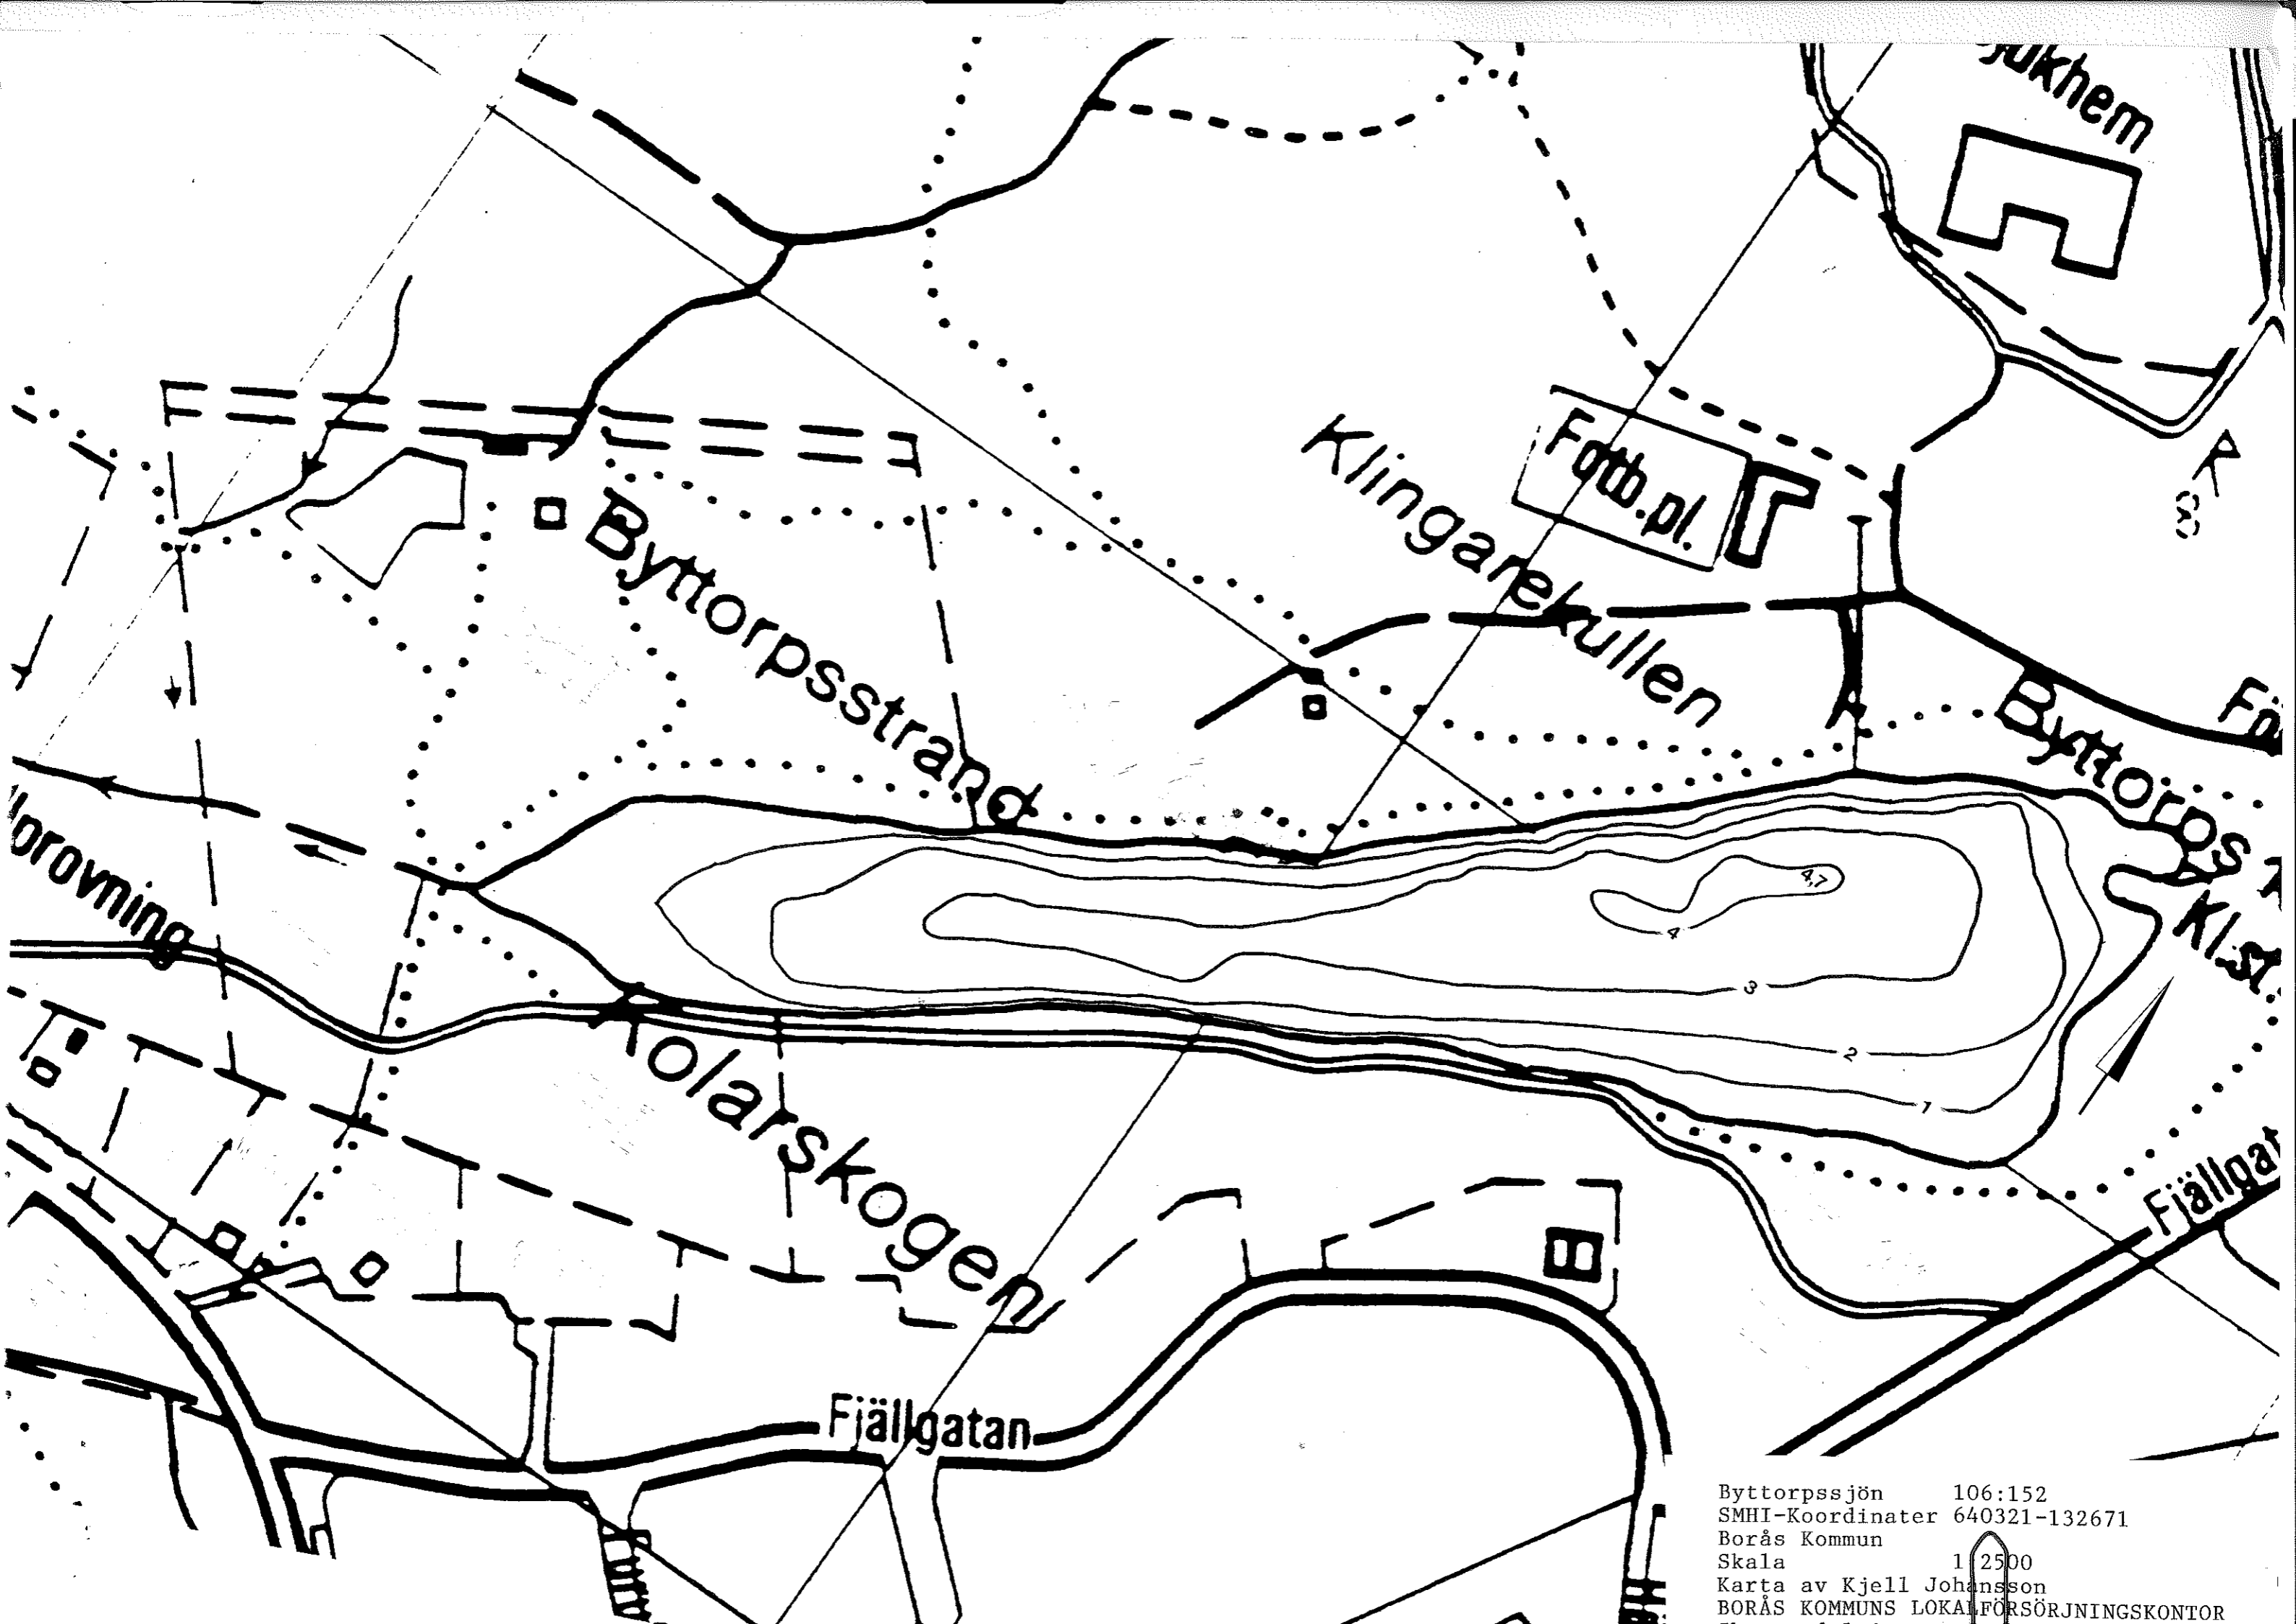 jukhem
Fotb.pl.
Klingarekullen
R
8
Byttorpsstrand
Byttorps
Kl.st.
4,7
4
3
2
1
Kolarskogen
Fjällgat
Fjällgatan
Byttorpssjön 106:152
SMHI-Koordinater 640321-132671
Borås Kommun
Skala 1 2500
Karta av Kjell Johansson
BORÅS KOMMUNS LOKALFÖRSÖRJNINGSKONTOR